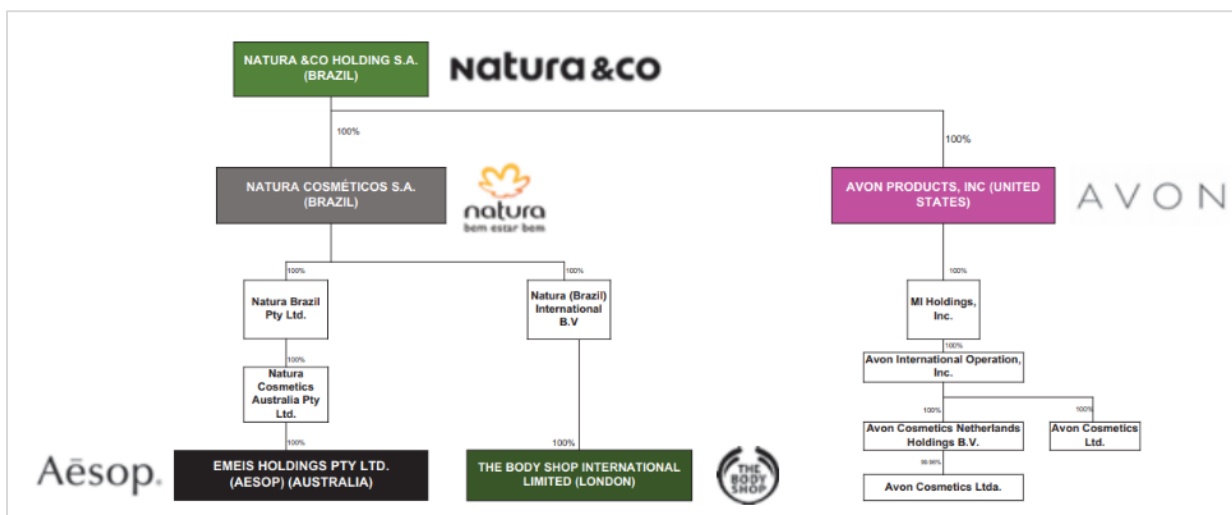 NATURA &CO HOLDING S.A.
(BRAZIL)
natura &co
100%
100%
NATURA COSMÉTICOS S.A.
(BRAZIL)
natura
bem estar bem
AVON PRODUCTS, INC (UNITED
STATES)
AVON
100%
100%
100%
Natura Brazil
Pty Ltd.
Natura (Brazil)
International
B.V
MI Holdings,
Inc.
100%
100%
Natura
Cosmetics
Australia Pty
Ltd.
Avon International Operation,
Inc.
100%
100%
Avon Cosmetics Netherlands
Holdings B.V.
Avon Cosmetics
Ltd.
100%
100%
Aēsop.
EMEIS HOLDINGS PTY LTD.
(AESOP) (AUSTRALIA)
THE BODY SHOP INTERNATIONAL
LIMITED (LONDON)
THE
BODY
SHOP
Avon Cosmetics Ltda.